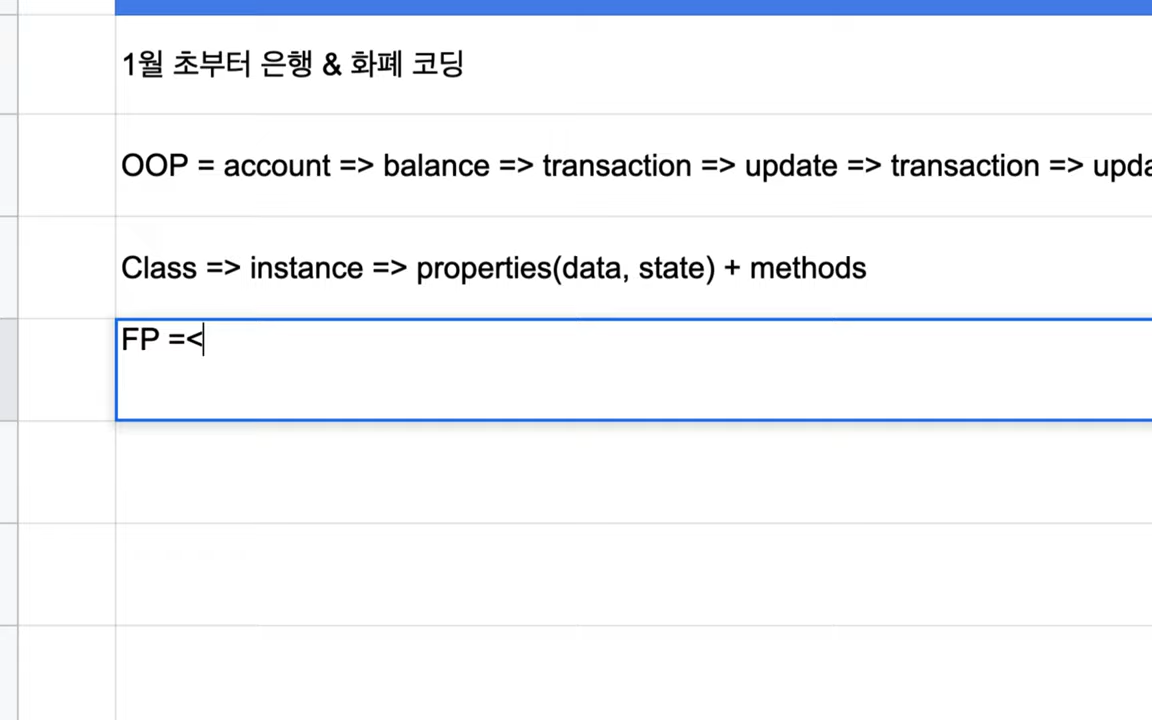 1월 초부터 은행 & 화폐 코딩
OOP = account => balance => transaction => update => transaction =>
Class => instance => properties(data, state) + methods
FP =<